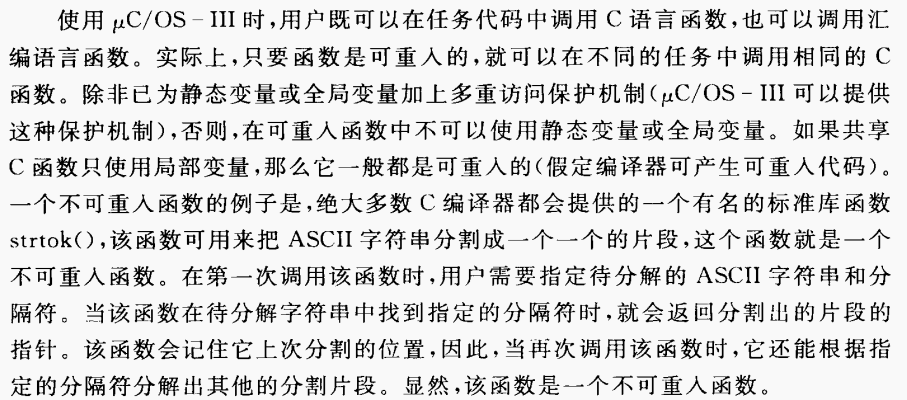 使用 μC/OS-III 时,用户既可以在任务代码中调用 C 语言函数,也可以调用汇
编语言函数。实际上,只要函数是可重入的,就可以在不同的任务中调用相同的 C
函数。除非已为静态变量或全局变量加上多重访问保护机制(μC/OS-III 可以提供
这种保护机制),否则,在可重入函数中不可以使用静态变量或全局变量。如果共享
C 函数只使用局部变量,那么它一般都是可重入的(假定编译器可产生可重入代码)。
一个不可重入函数的例子是,绝大多数 C 编译器都会提供的一个有名的标准库函数
strtok(),该函数可用来把 ASCII 字符串分割成一个一个的片段,这个函数就是一个
不可重入函数。在第一次调用该函数时,用户需要指定待分解的 ASCII 字符串和分
隔符。当该函数在待分解字符串中找到指定的分隔符时,就会返回分割出的片段的
指针。该函数会记住它上次分割的位置,因此,当再次调用该函数时,它还能根据指
定的分隔符分解出其他的分割片段。显然,该函数是一个不可重入函数。